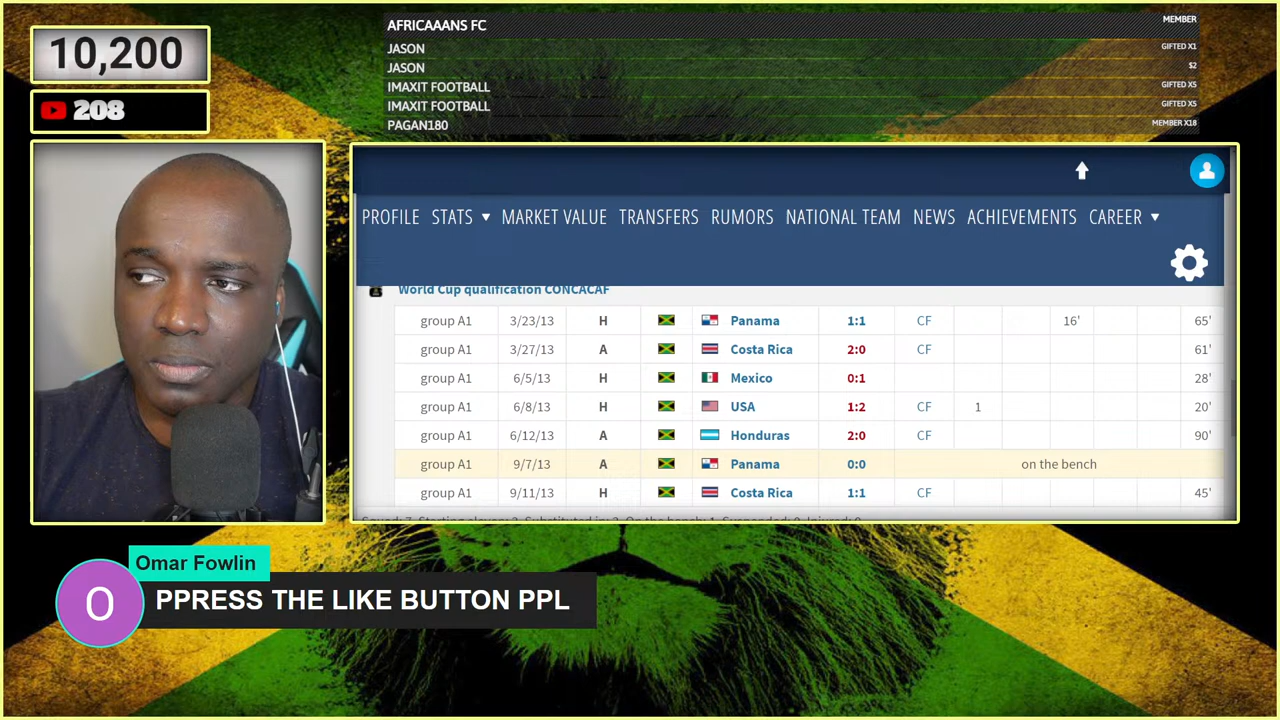 10,200
208
AFRICAAANS FC MEMBER
JASON GIFTED X1
JASON $2
IMAXIT FOOTBALL GIFTED X5
IMAXIT FOOTBALL GIFTED X5
PAGAN180 MEMBER X18
PROFILE STATS MARKET VALUE TRANSFERS RUMORS NATIONAL TEAM NEWS ACHIEVEMENTS CAREER
World Cup qualification CONCACAF
group A1 3/23/13 H Panama 1:1 CF 16' 65'
group A1 3/27/13 A Costa Rica 2:0 CF 61'
group A1 6/5/13 H Mexico 0:1 28'
group A1 6/8/13 H USA 1:2 CF 1 20'
group A1 6/12/13 A Honduras 2:0 CF 90'
group A1 9/7/13 A Panama 0:0 on the bench
group A1 9/11/13 H Costa Rica 1:1 CF 45'
Omar Fowlin
O PPRESS THE LIKE BUTTON PPL